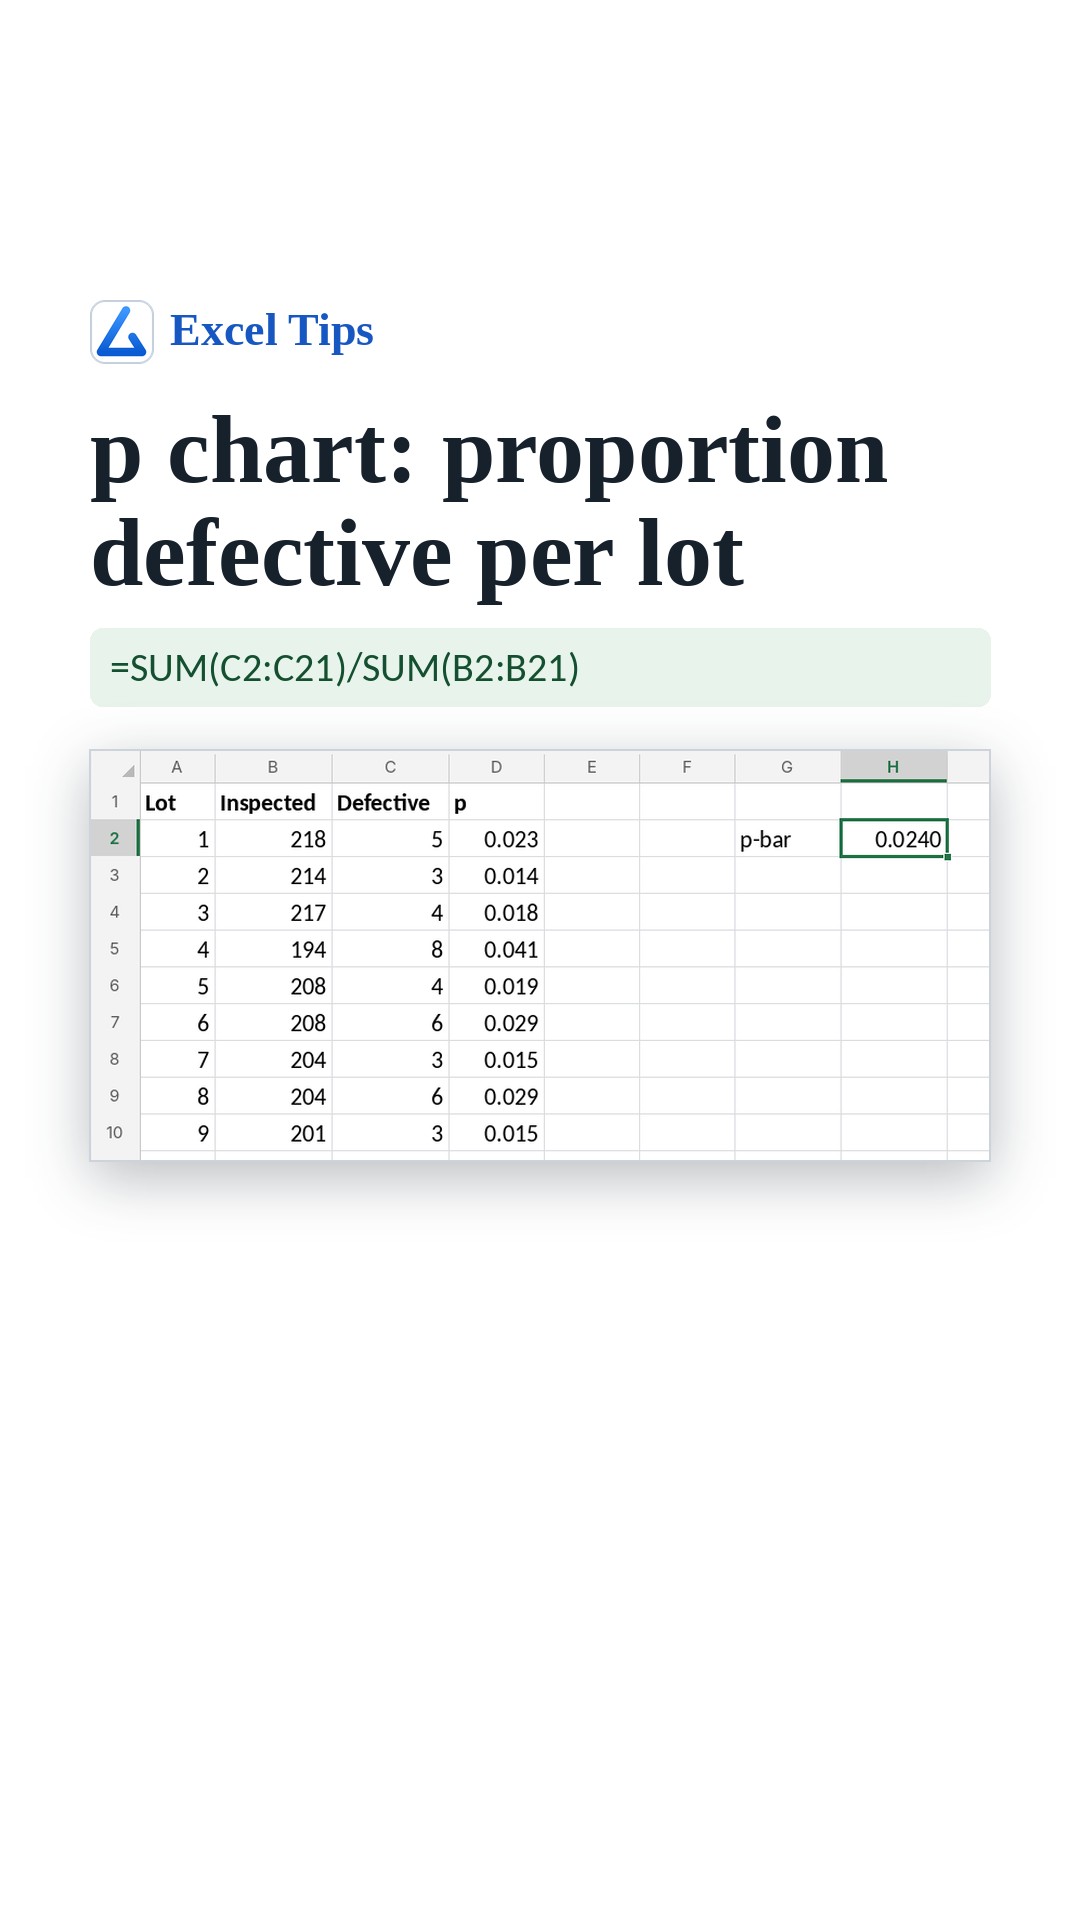 Excel Tips
p chart: proportion
defective per lot
=SUM(C2:C21)/SUM(B2:B21)
A B C D E F G H
1 Lot Inspected Defective p
2 1 218 5 0.023 p-bar 0.0240
3 2 214 3 0.014
4 3 217 4 0.018
5 4 194 8 0.041
6 5 208 4 0.019
7 6 208 6 0.029
8 7 204 3 0.015
9 8 204 6 0.029
10 9 201 3 0.015